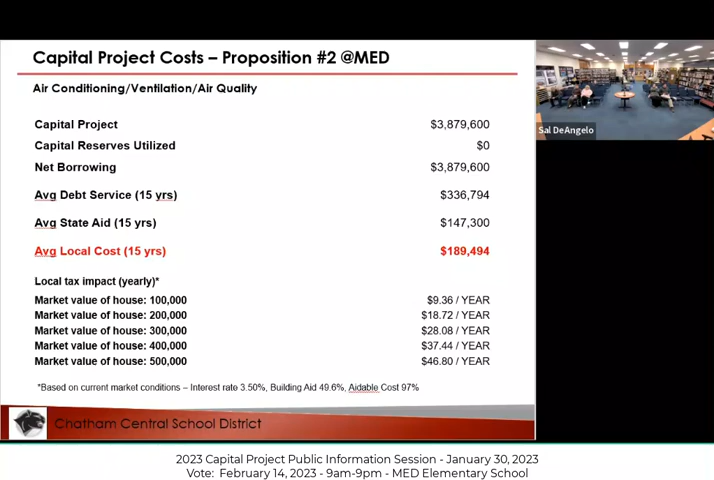 Capital Project Costs – Proposition #2 @MED
Air Conditioning/Ventilation/Air Quality
Capital Project $3,879,600
Capital Reserves Utilized $0
Net Borrowing $3,879,600
Avg Debt Service (15 yrs) $336,794
Avg State Aid (15 yrs) $147,300
Avg Local Cost (15 yrs) $189,494
Local tax impact (yearly)*
Market value of house: 100,000 $9.36 / YEAR
Market value of house: 200,000 $18.72 / YEAR
Market value of house: 300,000 $28.08 / YEAR
Market value of house: 400,000 $37.44 / YEAR
Market value of house: 500,000 $46.80 / YEAR
*Based on current market conditions – Interest rate 3.50%, Building Aid 49.6%, Aidable Cost 97%
Chatham Central School District
Sal DeAngelo
2023 Capital Project Public Information Session - January 30, 2023
Vote: February 14, 2023 - 9am-9pm - MED Elementary School